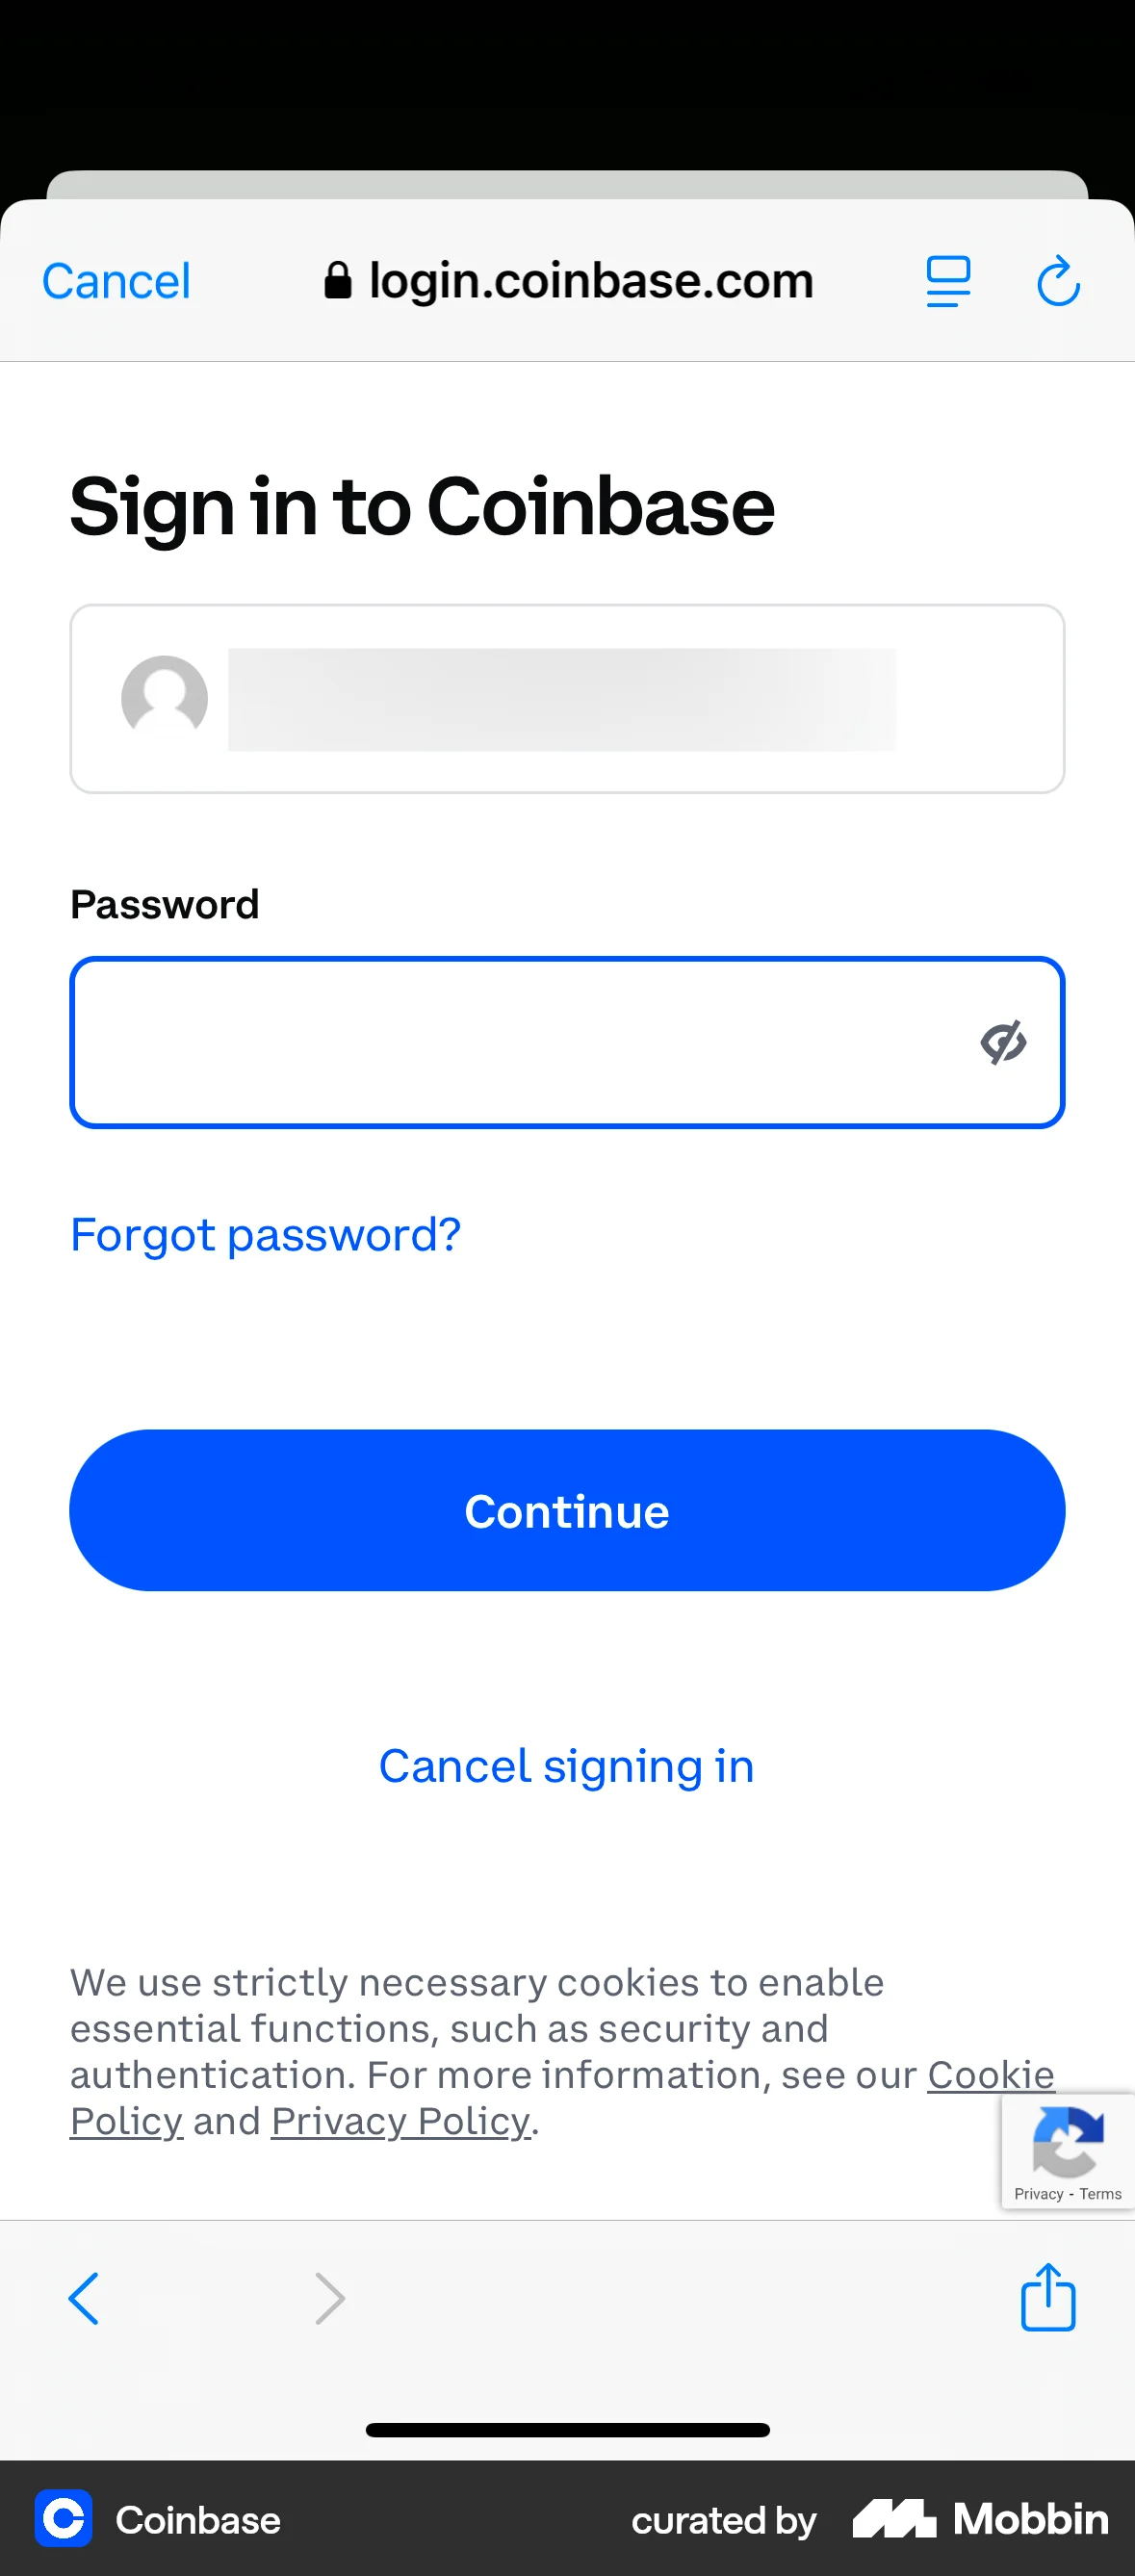 Cancel
login.coinbase.com
Sign in to Coinbase
Password
Forgot password?
Continue
Cancel signing in
We use strictly necessary cookies to enable
essential functions, such as security and
authentication. For more information, see our Cookie
Policy and Privacy Policy.
Privacy - Terms
Coinbase
curated by
Mobbin